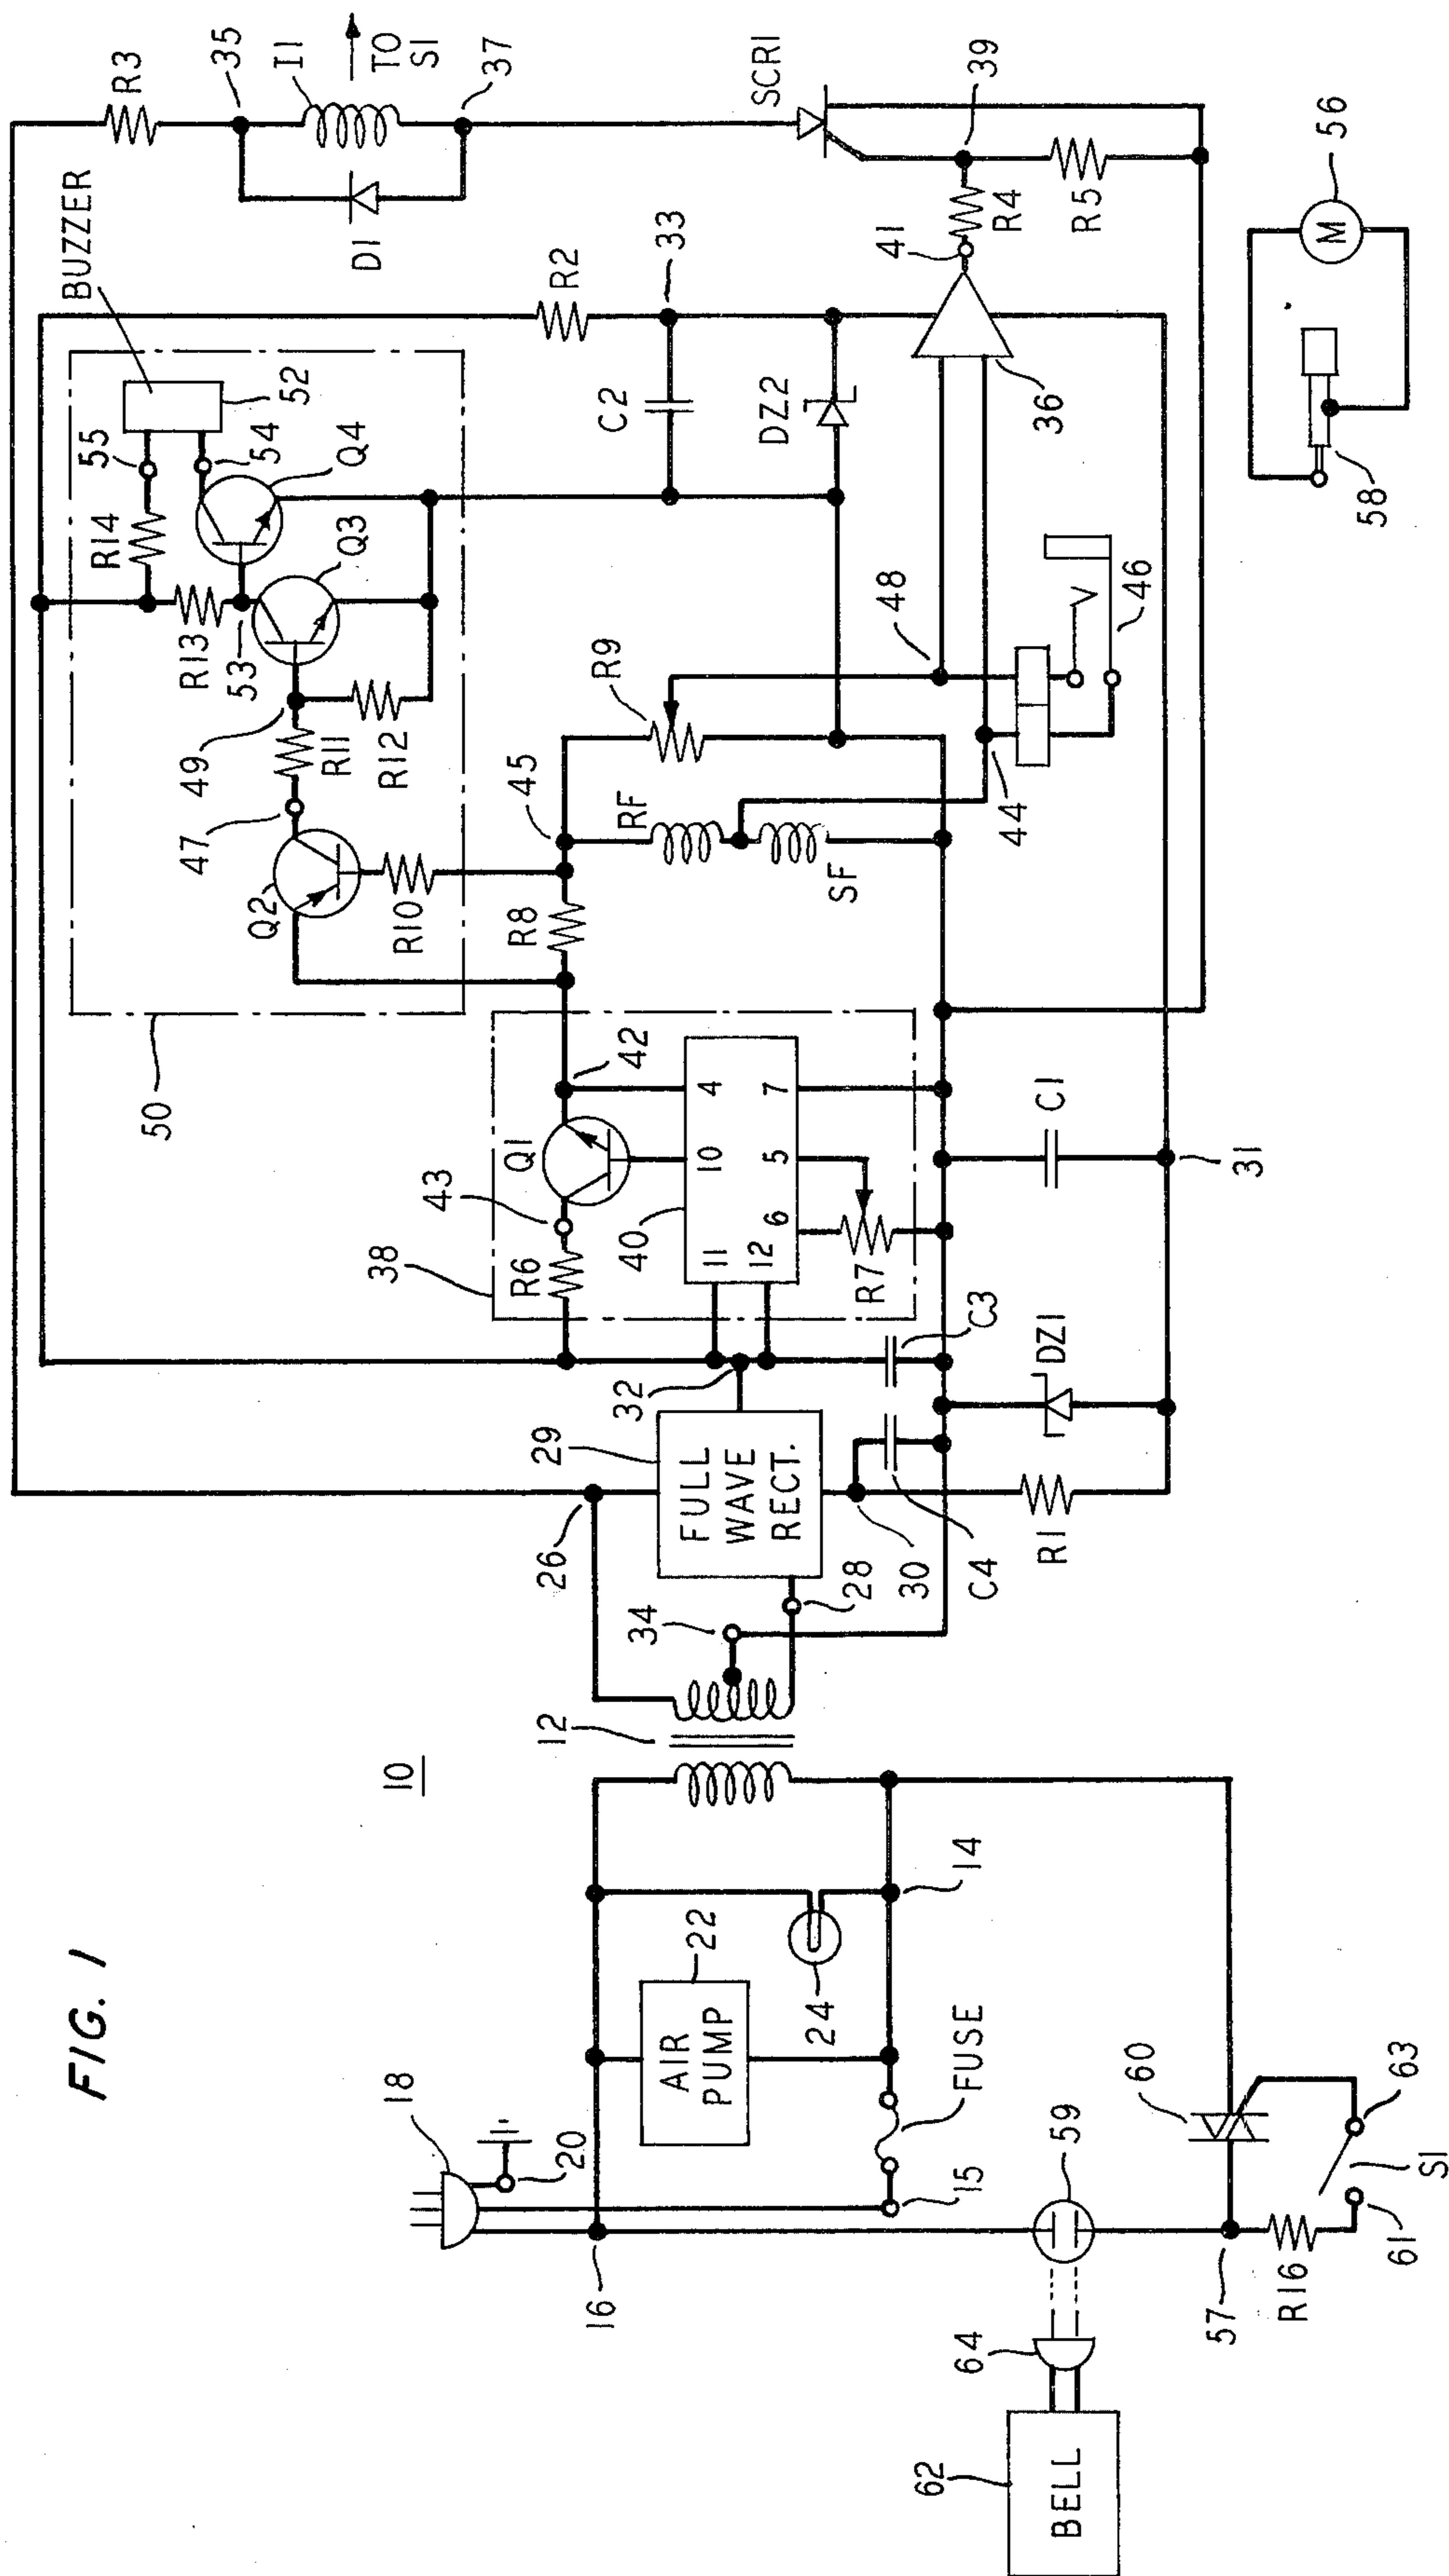 FIG. 1
10
18
20
16
AIR
PUMP
22
24
14
FUSE
15
59
64
62
BELL
57
R16
61
S1
63
60
12
34
28
26
29
FULL
WAVE
RECT.
32
30
C4
C3
R1
DZ1
C1
31
38
43
R6
Q1
42
40
11
12
10
4
6
5
7
R7
50
Q2
47
49
R10
R11
R12
R13
53
Q3
Q4
R14
55
54
52
BUZZER
R8
45
RF
SF
R9
48
44
V
46
36
41
R4
39
R5
SCR1
DZ2
C2
33
R2
D1
R3
35
I1
TO
S1
37
M
56
58